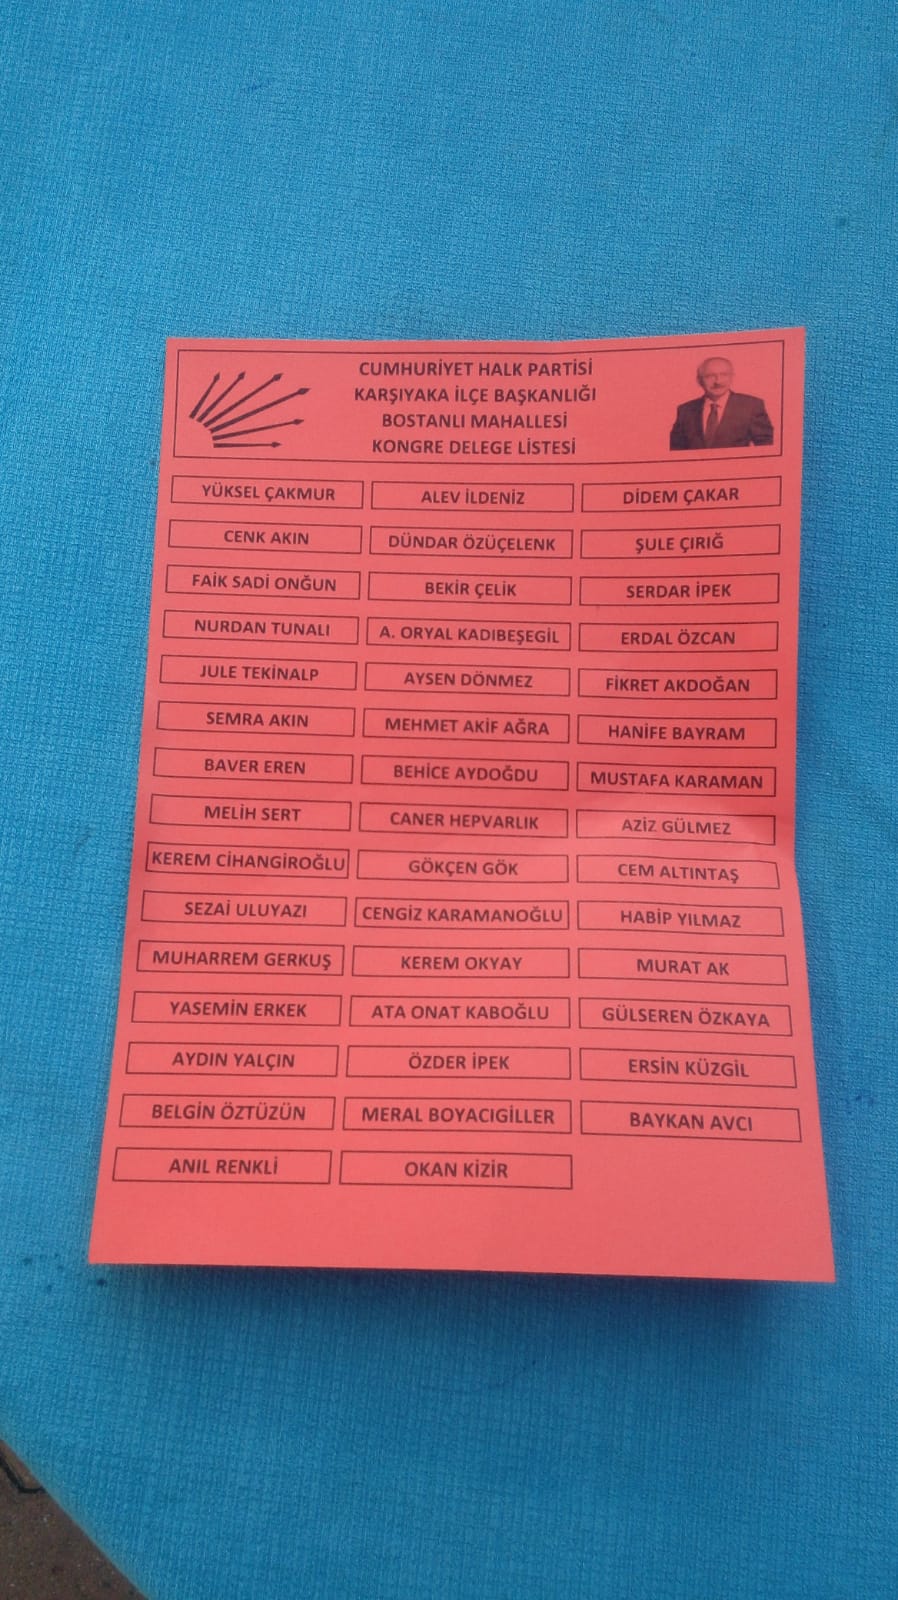 CUMHURİYET HALK PARTİSİ
KARŞIYAKA İLÇE BAŞKANLIĞI
BOSTANLI MAHALLESİ
KONGRE DELEGE LİSTESİ
YÜKSEL ÇAKMUR ALEV İLDENİZ DİDEM ÇAKAR
CENK AKIN DÜNDAR ÖZÜÇELENK ŞULE ÇIRIĞ
FAİK SADİ ONĞUN BEKİR ÇELİK SERDAR İPEK
NURDAN TUNALI A. ORYAL KADIBEŞEGİL ERDAL ÖZCAN
JULE TEKİNALP AYSEN DÖNMEZ FİKRET AKDOĞAN
SEMRA AKIN MEHMET AKİF AĞRA HANİFE BAYRAM
BAVER EREN BEHİCE AYDOĞDU MUSTAFA KARAMAN
MELİH SERT CANER HEPVARLIK AZİZ GÜLMEZ
KEREM CİHANGİROĞLU GÖKÇEN GÖK CEM ALTINTAŞ
SEZAİ ULUYAZI CENGİZ KARAMANOĞLU HABİP YILMAZ
MUHARREM GERKUŞ KEREM OKYAY MURAT AK
YASEMİN ERKEK ATA ONAT KABOĞLU GÜLSEREN ÖZKAYA
AYDIN YALÇIN ÖZDER İPEK ERSİN KÜZGİL
BELGİN ÖZTÜZÜN MERAL BOYACIGİLLER BAYKAN AVCI
ANIL RENKLİ OKAN KİZİR